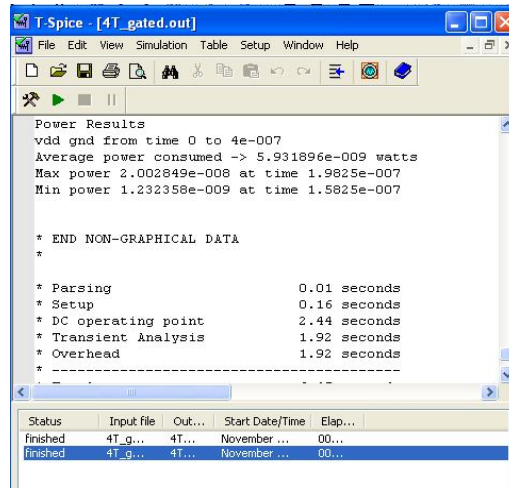 T-Spice - [4T_gated.out]
File Edit View Simulation Table Setup Window Help
Power Results
vdd gnd from time 0 to 4e-007
Average power consumed -> 5.931896e-009 watts
Max power 2.002849e-008 at time 1.9825e-007
Min power 1.232358e-009 at time 1.5825e-007
* END NON-GRAPHICAL DATA
*
* Parsing 0.01 seconds
* Setup 0.16 seconds
* DC operating point 2.44 seconds
* Transient Analysis 1.92 seconds
* Overhead 1.92 seconds
* -----------------------------------------
Status Input file Out... Start Date/Time Elap...
finished 4T_g... 4T... November ... 00...
finished 4T_g... 4T... November ... 00...